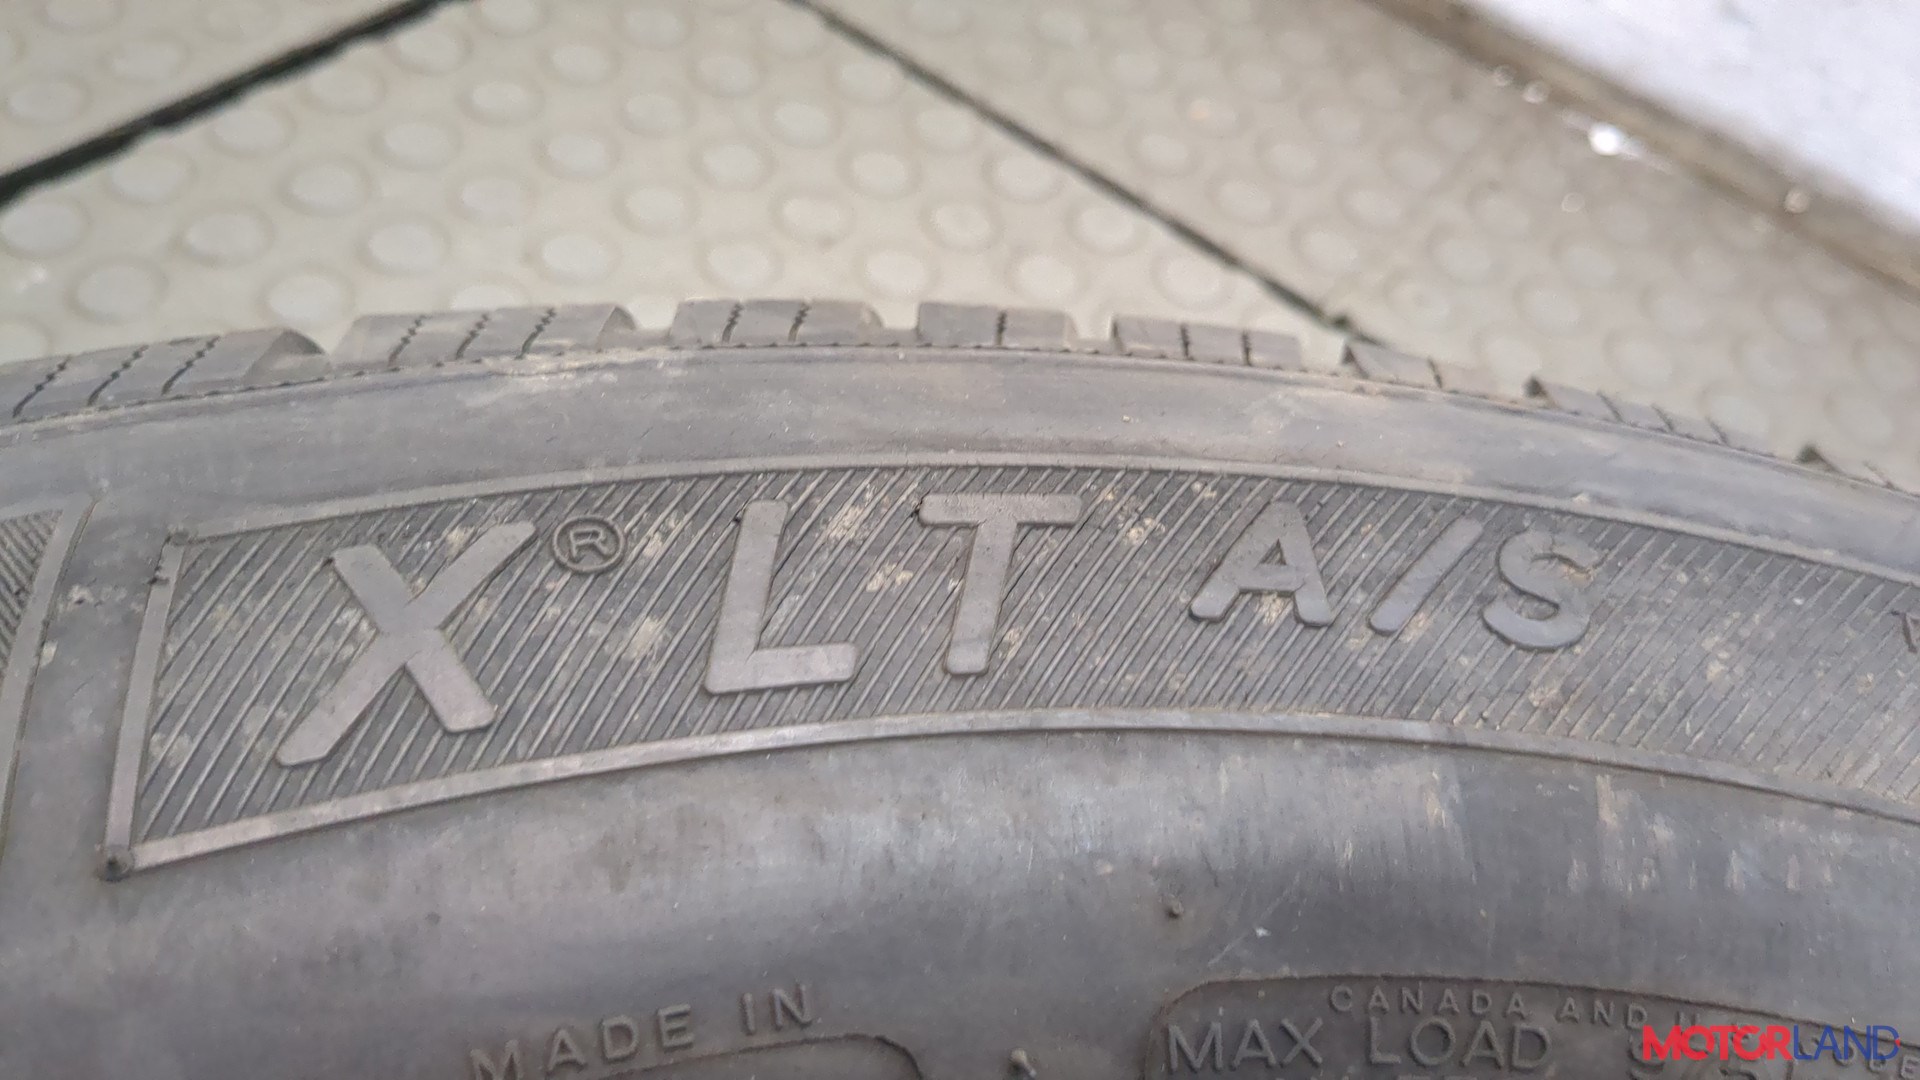 X® LT A/S
MADE IN
CANADA AND
MAX LOAD
MOTORLAND